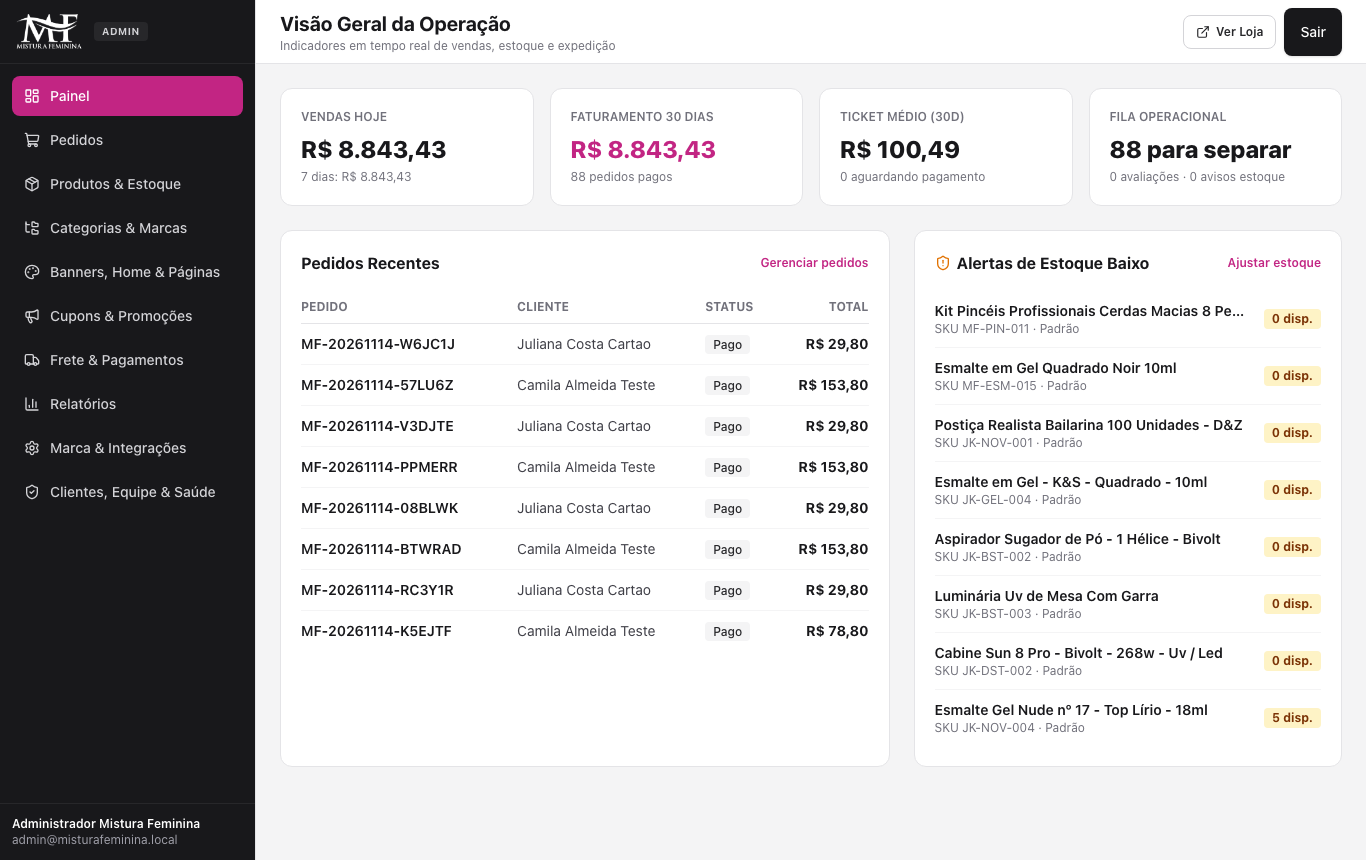 MF
MISTURA FEMININA
ADMIN
Painel
Pedidos
Produtos & Estoque
Categorias & Marcas
Banners, Home & Páginas
Cupons & Promoções
Frete & Pagamentos
Relatórios
Marca & Integrações
Clientes, Equipe & Saúde
Administrador Mistura Feminina
admin@misturafeminina.local
Visão Geral da Operação
Indicadores em tempo real de vendas, estoque e expedição
Ver Loja
Sair
VENDAS HOJE
R$ 8.843,43
7 dias: R$ 8.843,43
FATURAMENTO 30 DIAS
R$ 8.843,43
88 pedidos pagos
TICKET MÉDIO (30D)
R$ 100,49
0 aguardando pagamento
FILA OPERACIONAL
88 para separar
0 avaliações · 0 avisos estoque
Pedidos Recentes
Gerenciar pedidos
PEDIDO CLIENTE STATUS TOTAL
MF-20261114-W6JC1J Juliana Costa Cartao Pago R$ 29,80
MF-20261114-57LU6Z Camila Almeida Teste Pago R$ 153,80
MF-20261114-V3DJTE Juliana Costa Cartao Pago R$ 29,80
MF-20261114-PPMERR Camila Almeida Teste Pago R$ 153,80
MF-20261114-08BLWK Juliana Costa Cartao Pago R$ 29,80
MF-20261114-BTWRAD Camila Almeida Teste Pago R$ 153,80
MF-20261114-RC3Y1R Juliana Costa Cartao Pago R$ 29,80
MF-20261114-K5EJTF Camila Almeida Teste Pago R$ 78,80
Alertas de Estoque Baixo
Ajustar estoque
Kit Pincéis Profissionais Cerdas Macias 8 Pe...
SKU MF-PIN-011 · Padrão
0 disp.
Esmalte em Gel Quadrado Noir 10ml
SKU MF-ESM-015 · Padrão
0 disp.
Postiça Realista Bailarina 100 Unidades - D&Z
SKU JK-NOV-001 · Padrão
0 disp.
Esmalte em Gel - K&S - Quadrado - 10ml
SKU JK-GEL-004 · Padrão
0 disp.
Aspirador Sugador de Pó - 1 Hélice - Bivolt
SKU JK-BST-002 · Padrão
0 disp.
Luminária Uv de Mesa Com Garra
SKU JK-BST-003 · Padrão
0 disp.
Cabine Sun 8 Pro - Bivolt - 268w - Uv / Led
SKU JK-DST-002 · Padrão
0 disp.
Esmalte Gel Nude nº 17 - Top Lírio - 18ml
SKU JK-NOV-004 · Padrão
5 disp.